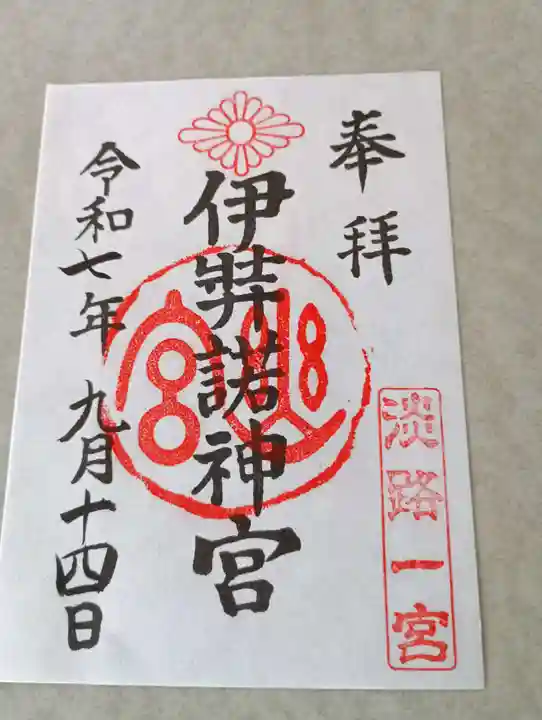 奉拝
淡路一宮
伊弉諾神宮
令和七年 九月十四日